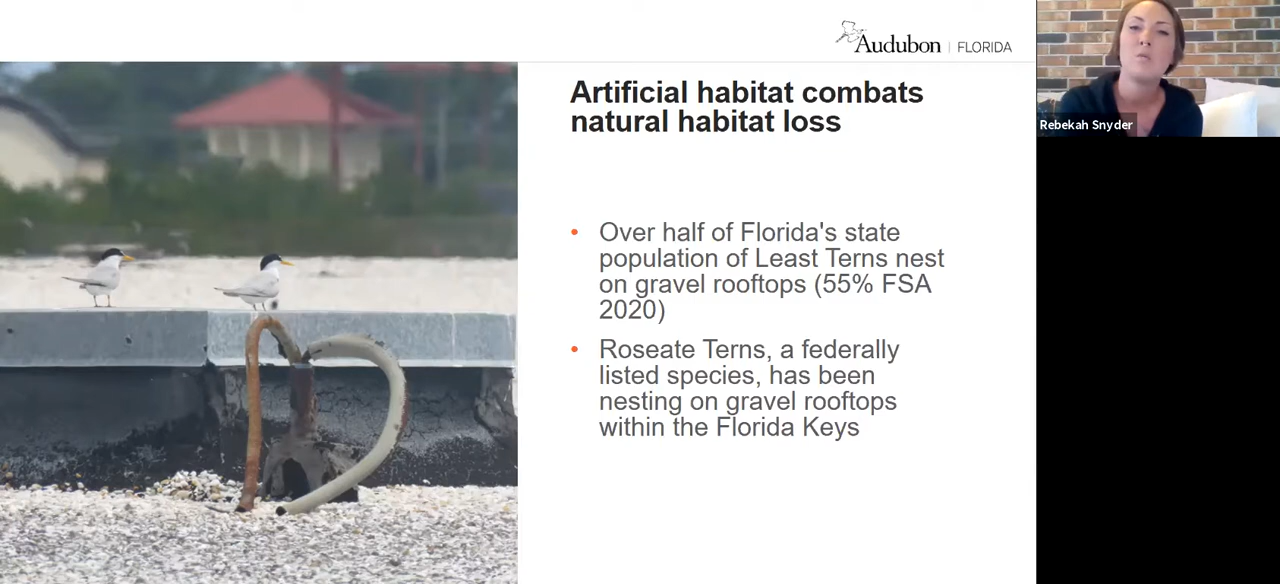 Audubon | FLORIDA
Rebekah Snyder
Artificial habitat combats
natural habitat loss
• Over half of Florida's state
population of Least Terns nest
on gravel rooftops (55% FSA
2020)
• Roseate Terns, a federally
listed species, has been
nesting on gravel rooftops
within the Florida Keys